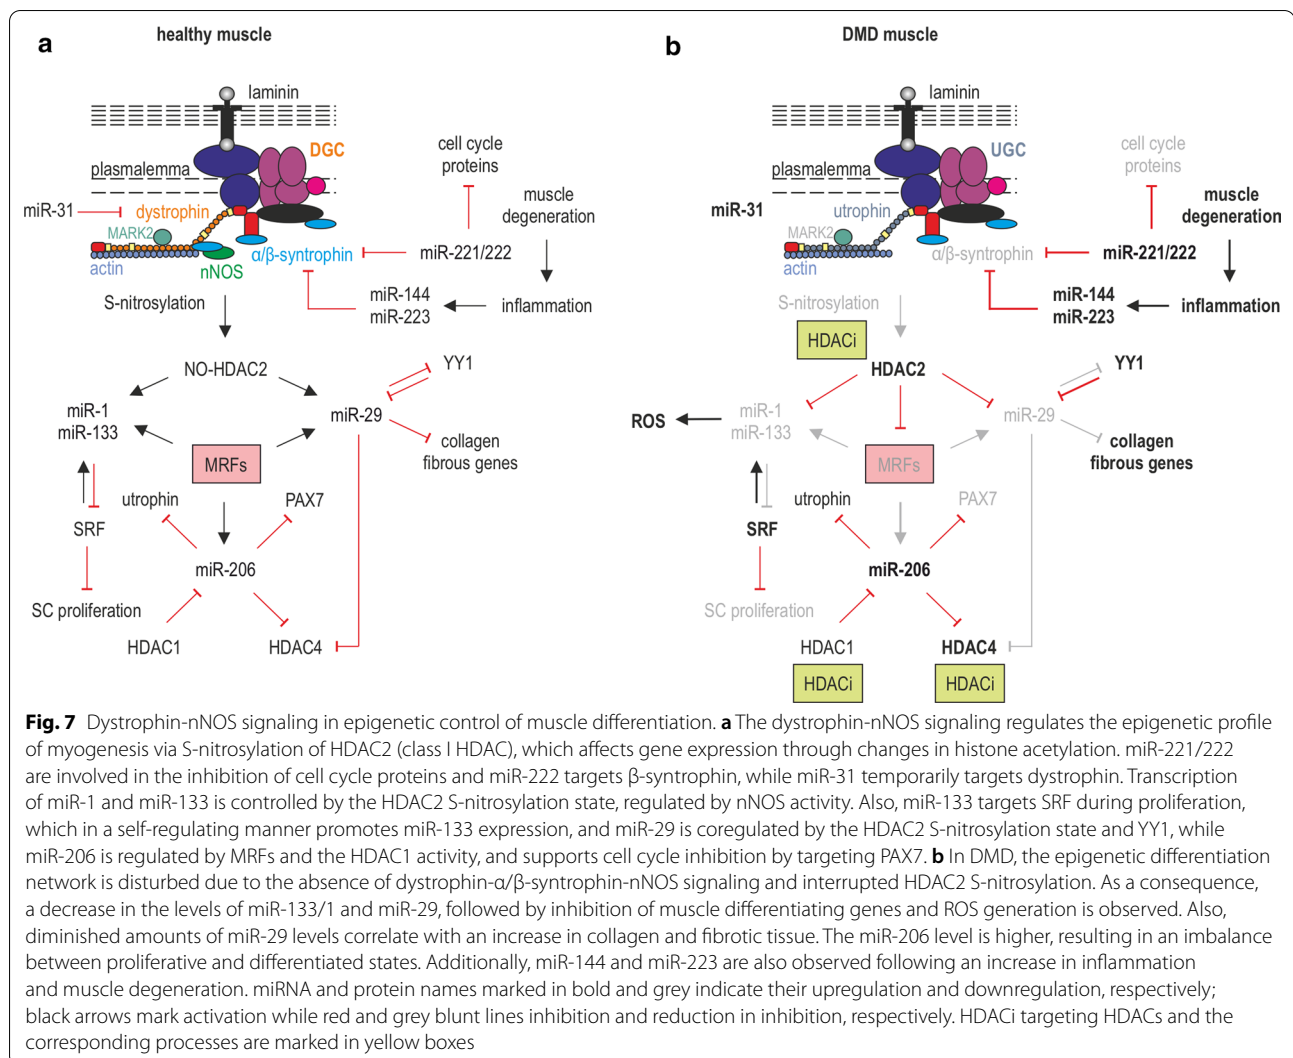 a
healthy muscle
laminin
DGC
plasmalemma
cell cycle
proteins
muscle
degeneration
miR-31
dystrophin
MARK2
actin
nNOS
α/β-syntrophin
miR-221/222
S-nitrosylation
miR-144
miR-223
inflammation
NO-HDAC2
YY1
miR-1
miR-133
miR-29
MRFs
collagen
fibrous genes
utrophin
PAX7
SRF
miR-206
SC proliferation
HDAC1
HDAC4
b
DMD muscle
laminin
UGC
plasmalemma
cell cycle
proteins
muscle
degeneration
miR-31
utrophin
MARK2
actin
α/β-syntrophin
miR-221/222
S-nitrosylation
miR-144
miR-223
inflammation
HDACi
HDAC2
YY1
ROS
miR-1
miR-133
miR-29
MRFs
collagen
fibrous genes
utrophin
PAX7
SRF
miR-206
SC proliferation
HDAC1
HDAC4
HDACi
HDACi
Fig. 7 Dystrophin-nNOS signaling in epigenetic control of muscle differentiation. a The dystrophin-nNOS signaling regulates the epigenetic profile
of myogenesis via S-nitrosylation of HDAC2 (class I HDAC), which affects gene expression through changes in histone acetylation. miR-221/222
are involved in the inhibition of cell cycle proteins and miR-222 targets β-syntrophin, while miR-31 temporarily targets dystrophin. Transcription
of miR-1 and miR-133 is controlled by the HDAC2 S-nitrosylation state, regulated by nNOS activity. Also, miR-133 targets SRF during proliferation,
which in a self-regulating manner promotes miR-133 expression, and miR-29 is coregulated by the HDAC2 S-nitrosylation state and YY1, while
miR-206 is regulated by MRFs and the HDAC1 activity, and supports cell cycle inhibition by targeting PAX7. b In DMD, the epigenetic differentiation
network is disturbed due to the absence of dystrophin-α/β-syntrophin-nNOS signaling and interrupted HDAC2 S-nitrosylation. As a consequence,
a decrease in the levels of miR-133/1 and miR-29, followed by inhibition of muscle differentiating genes and ROS generation is observed. Also,
diminished amounts of miR-29 levels correlate with an increase in collagen and fibrotic tissue. The miR-206 level is higher, resulting in an imbalance
between proliferative and differentiated states. Additionally, miR-144 and miR-223 are also observed following an increase in inflammation
and muscle degeneration. miRNA and protein names marked in bold and grey indicate their upregulation and downregulation, respectively;
black arrows mark activation while red and grey blunt lines inhibition and reduction in inhibition, respectively. HDACi targeting HDACs and the
corresponding processes are marked in yellow boxes